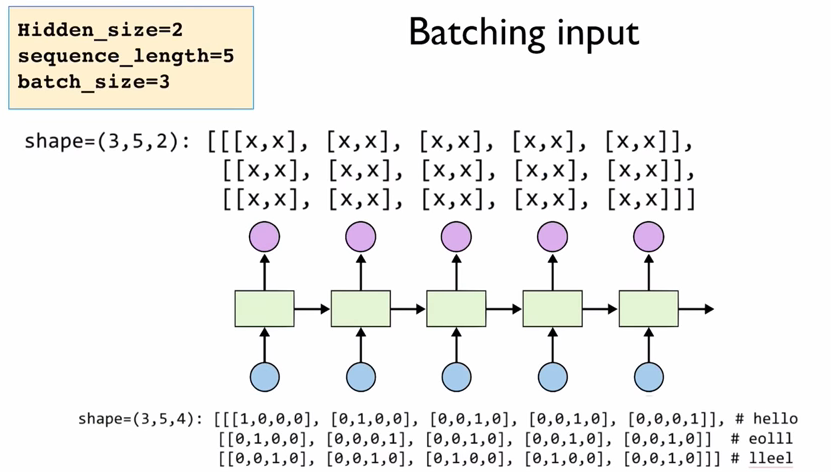 Hidden_size=2
sequence_length=5
batch_size=3
Batching input
shape=(3,5,2): [[[x,x], [x,x], [x,x], [x,x], [x,x]],
[[x,x], [x,x], [x,x], [x,x], [x,x]],
[[x,x], [x,x], [x,x], [x,x], [x,x]]]
shape=(3,5,4): [[[1,0,0,0], [0,1,0,0], [0,0,1,0], [0,0,1,0], [0,0,0,1]], # hello
[[0,1,0,0], [0,0,0,1], [0,0,1,0], [0,0,1,0], [0,0,1,0]] # eolll
[[0,0,1,0], [0,0,1,0], [0,1,0,0], [0,1,0,0], [0,0,1,0]]] # lleel